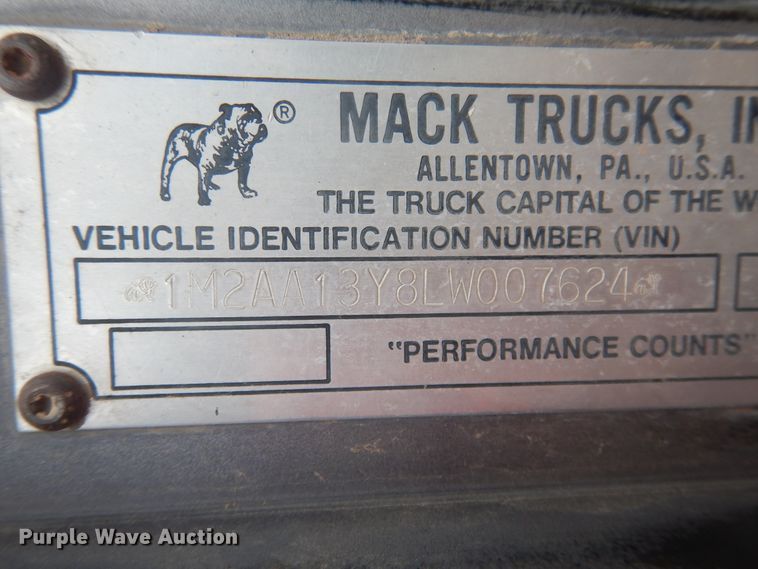 ®
MACK TRUCKS, IN
ALLENTOWN, PA., U.S.A.
THE TRUCK CAPITAL OF THE W
VEHICLE IDENTIFICATION NUMBER (VIN)
1M2AA13Y8LW007624
"PERFORMANCE COUNTS"
Purple Wave Auction